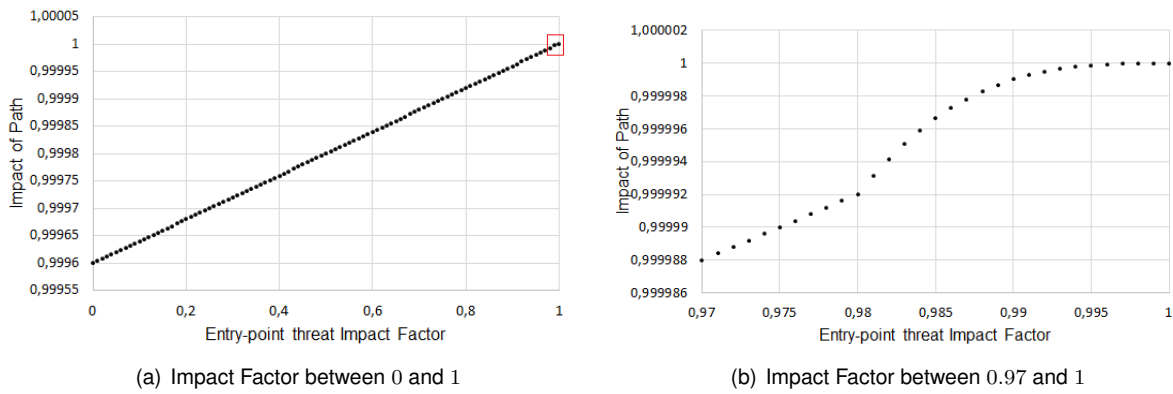 1,00005
1
0,99995
0,9999
0,99985
0,9998
0,99975
0,9997
0,99965
0,9996
0,99955
Impact of Path
0 0,2 0,4 0,6 0,8 1
Entry-point threat Impact Factor
(a) Impact Factor between 0 and 1
1,000002
1
0,999998
0,999996
0,999994
0,999992
0,99999
0,999988
0,999986
Impact of Path
0,97 0,975 0,98 0,985 0,99 0,995 1
Entry-point threat Impact Factor
(b) Impact Factor between 0.97 and 1